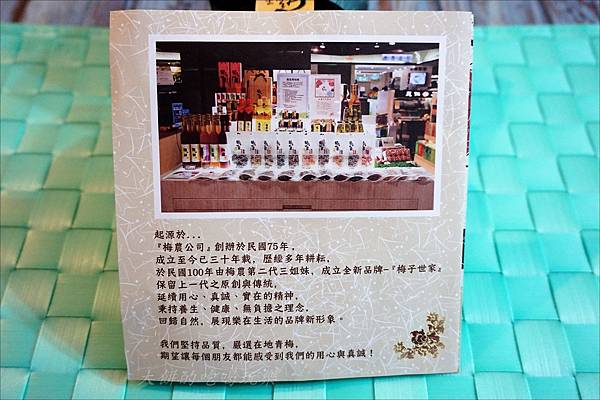 起源於...
『梅農公司』創辦於民國75年，
成立至今已三十年載，歷經多年耕耘，
於民國100年由梅農第二代三姐妹，成立全新品牌-『梅子世家』
保留上一代之原創與傳統，
延續用心、真誠、實在的精神，
秉持養生、健康、無負擔之理念，
回歸自然，展現樂在生活的品牌新形象。
我們堅持品質，嚴選在地青梅，
期望讓每個朋友都能感受到我們的用心與真誠！